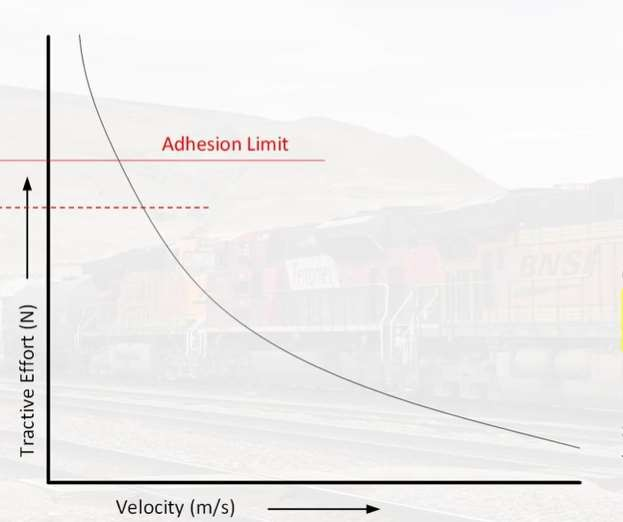 Adhesion Limit
Tractive Effort (N)
BNSF
Velocity (m/s)